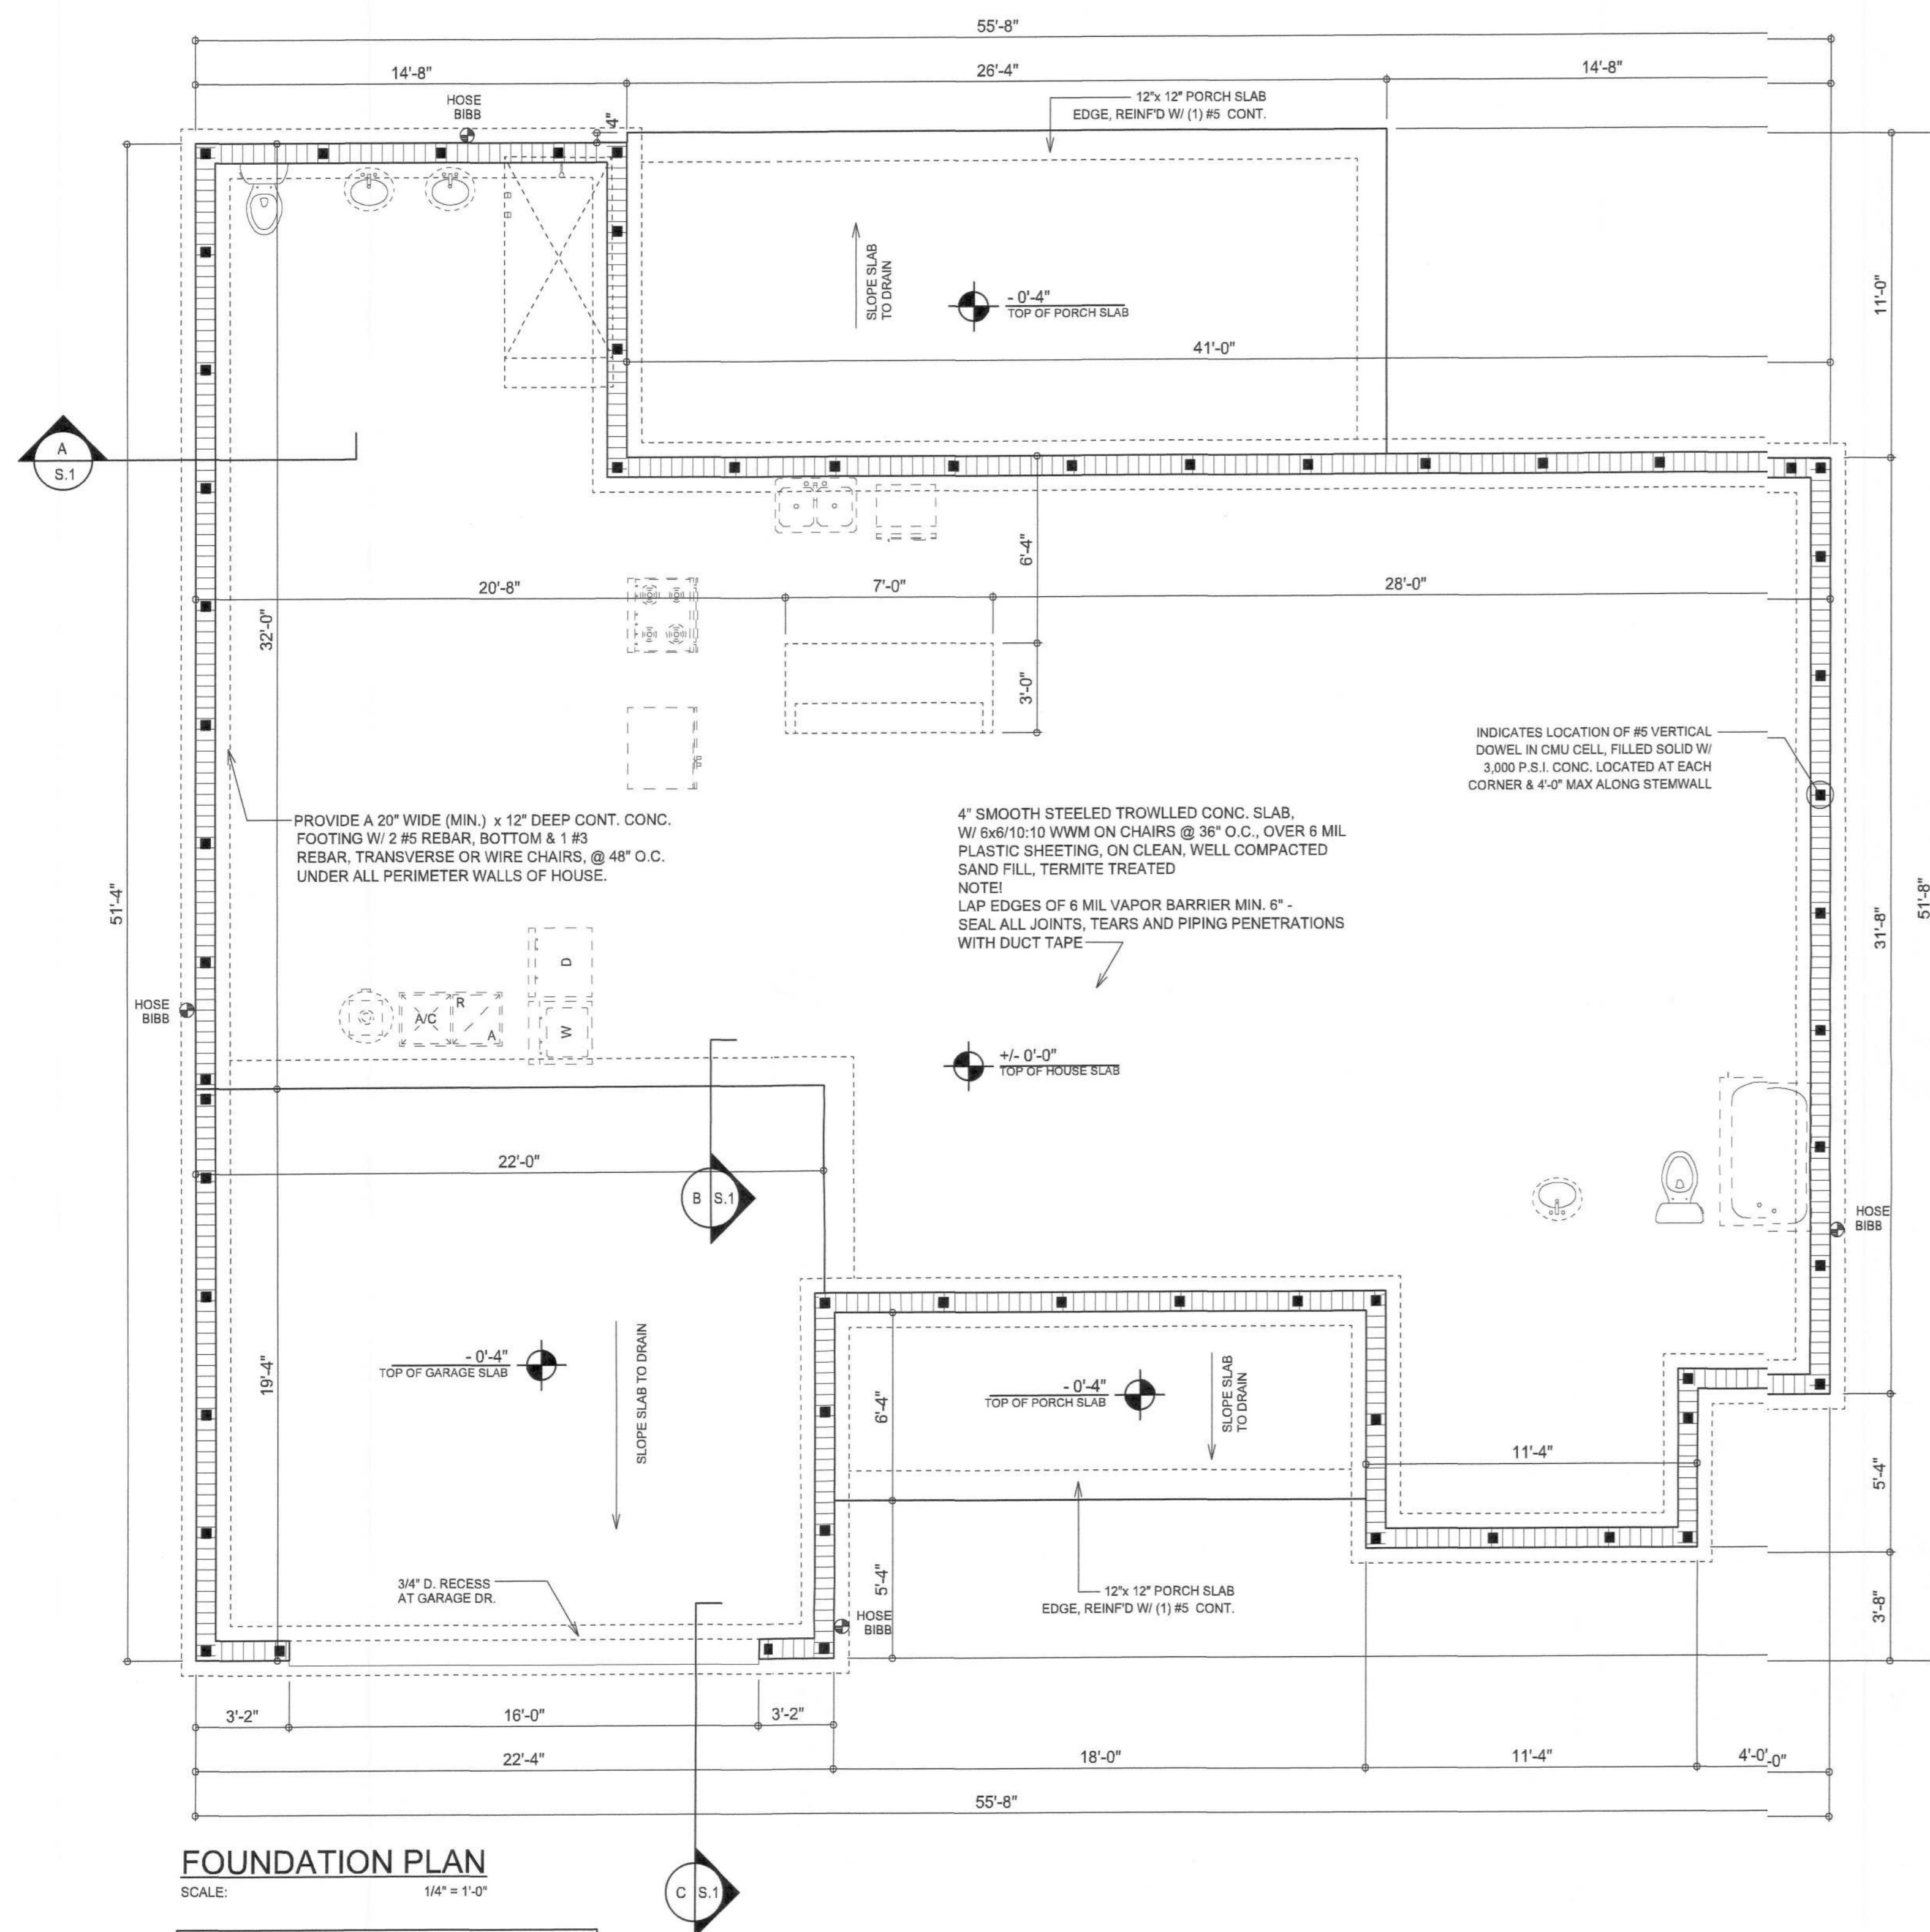 55'-8"
14'-8"
26'-4"
14'-8"
HOSE
BIBB
4"
12"x 12" PORCH SLAB
EDGE, REINF'D W/ (1) #5 CONT.
SLOPE SLAB
TO DRAIN
- 0'-4"
TOP OF PORCH SLAB
11'-0"
41'-0"
A
S.1
6'-4"
20'-8"
7'-0"
28'-0"
32'-0"
3'-0"
INDICATES LOCATION OF #5 VERTICAL
DOWEL IN CMU CELL, FILLED SOLID W/
3,000 P.S.I. CONC. LOCATED AT EACH
CORNER & 4'-0" MAX ALONG STEMWALL
PROVIDE A 20" WIDE (MIN.) x 12" DEEP CONT. CONC.
FOOTING W/ 2 #5 REBAR, BOTTOM & 1 #3
REBAR, TRANSVERSE OR WIRE CHAIRS, @ 48" O.C.
UNDER ALL PERIMETER WALLS OF HOUSE.
4" SMOOTH STEELED TROWLLED CONC. SLAB,
W/ 6x6/10:10 WWM ON CHAIRS @ 36" O.C., OVER 6 MIL
PLASTIC SHEETING, ON CLEAN, WELL COMPACTED
SAND FILL, TERMITE TREATED
NOTE!
LAP EDGES OF 6 MIL VAPOR BARRIER MIN. 6" -
SEAL ALL JOINTS, TEARS AND PIPING PENETRATIONS
WITH DUCT TAPE
51'-4"
31'-8"
51'-8"
HOSE
BIBB
D
W
A/C
R
A
+/- 0'-0"
TOP OF HOUSE SLAB
22'-0"
B S.1
HOSE
BIBB
- 0'-4"
TOP OF GARAGE SLAB
SLOPE SLAB TO DRAIN
19'-4"
6'-4"
- 0'-4"
TOP OF PORCH SLAB
SLOPE SLAB
TO DRAIN
11'-4"
5'-4"
3/4" D. RECESS
AT GARAGE DR.
5'-4"
HOSE
BIBB
12"x 12" PORCH SLAB
EDGE, REINF'D W/ (1) #5 CONT.
3'-8"
3'-2"
16'-0"
3'-2"
22'-4"
18'-0"
11'-4"
4'-0'
-0"
55'-8"
FOUNDATION PLAN
SCALE: 1/4" = 1'-0"
C S.1